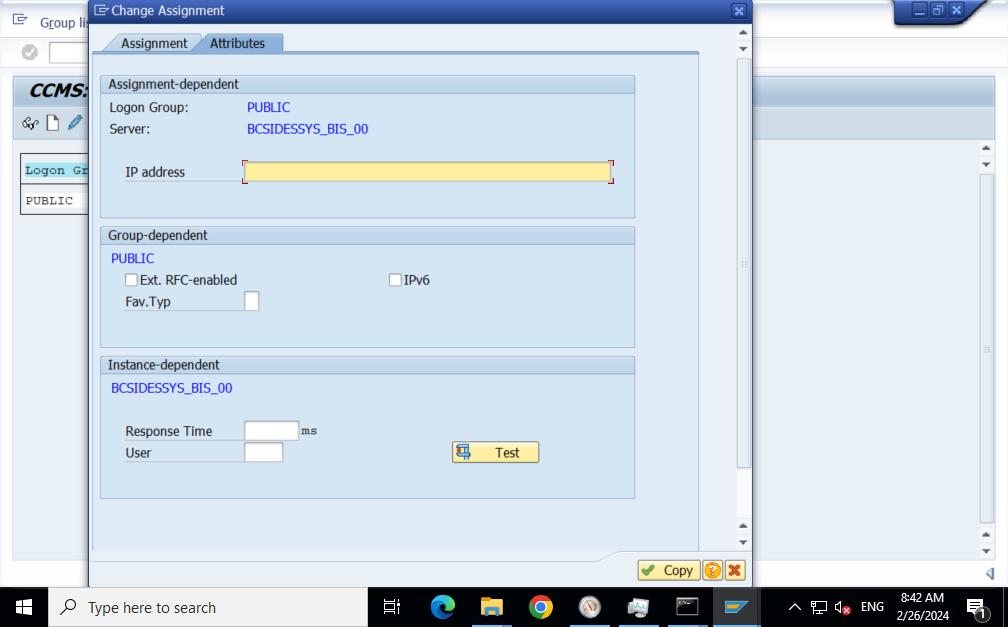 Change Assignment
Group lis
Assignment
Attributes
CCMS:
Assignment-dependent
Logon Group: PUBLIC
Server: BCSIDESSYS_BIS_00
Logon Gr
IP address
PUBLIC
Group-dependent
PUBLIC
Ext. RFC-enabled
IPv6
Fav.Typ
Instance-dependent
BCSIDESSYS_BIS_00
Response Time ms
User
Test
Copy
Type here to search
ENG
8:42 AM
2/26/2024
1